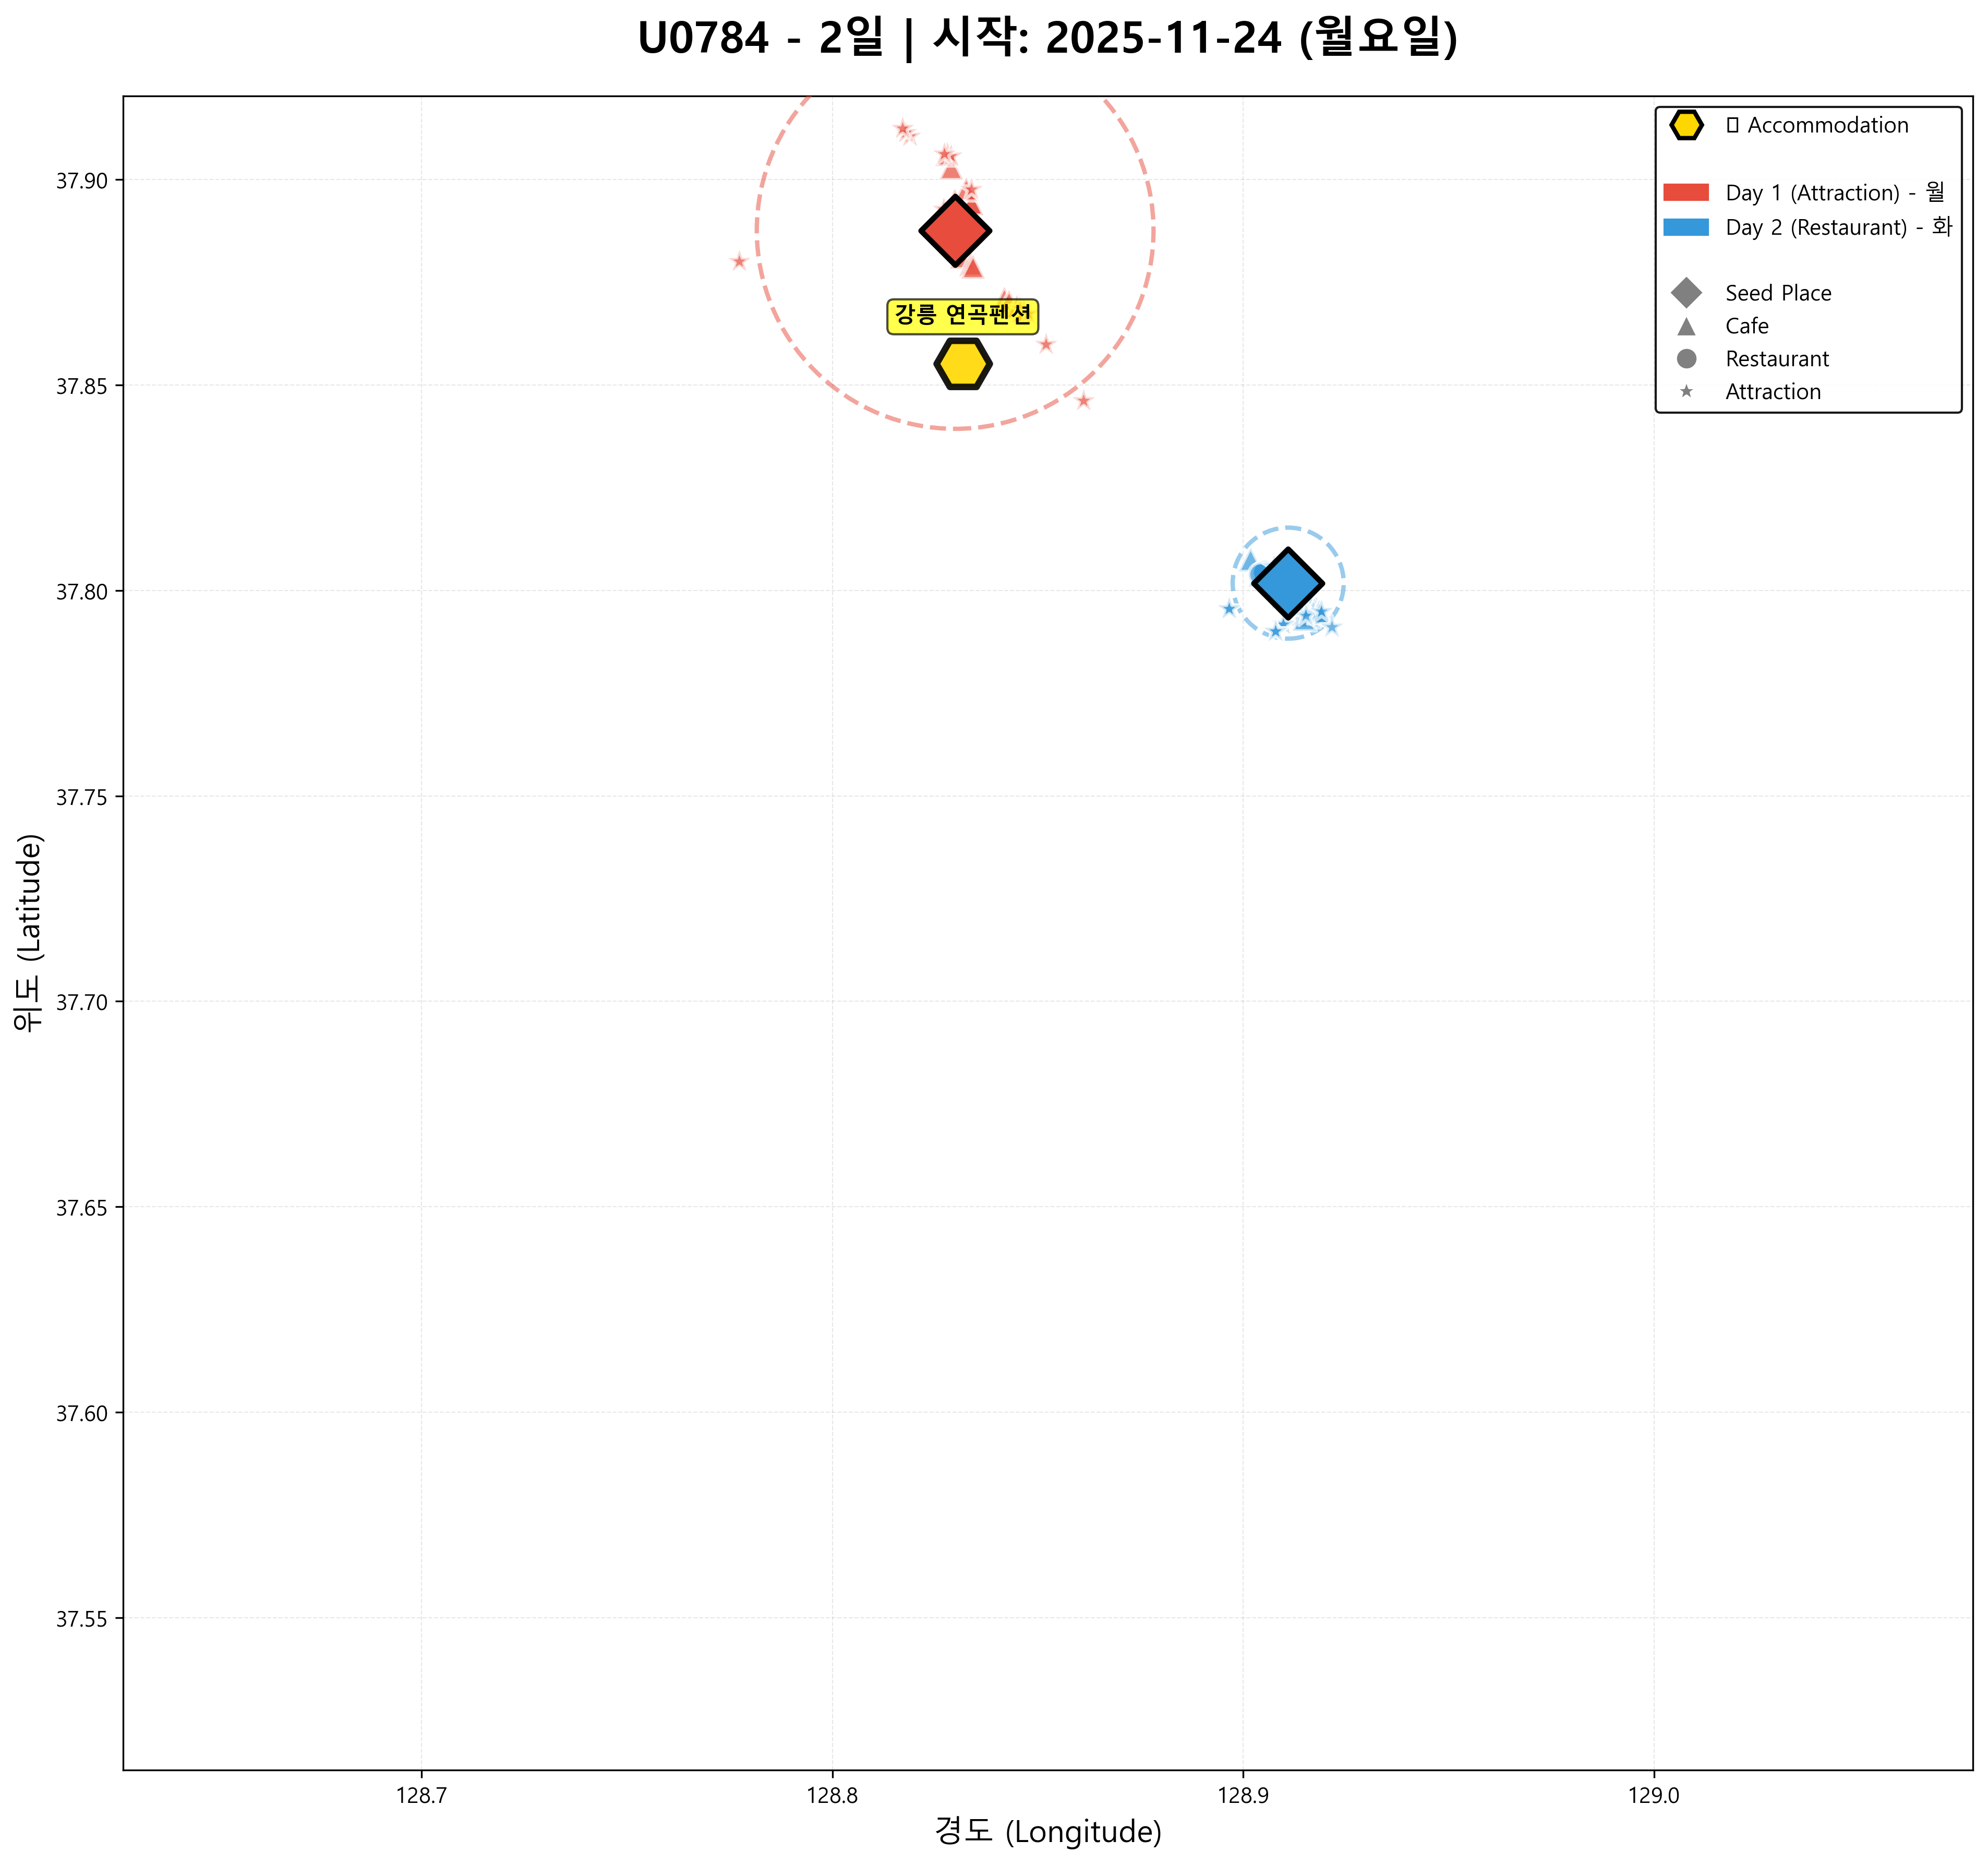 U0784 - 2일 | 시작: 2025-11-24 (월요일)
Accommodation
Day 1 (Attraction) - 월
Day 2 (Restaurant) - 화
Seed Place
Cafe
Restaurant
Attraction
강릉 연곡펜션
위도 (Latitude)
37.90
37.85
37.80
37.75
37.70
37.65
37.60
37.55
128.7
128.8
128.9
129.0
경도 (Longitude)